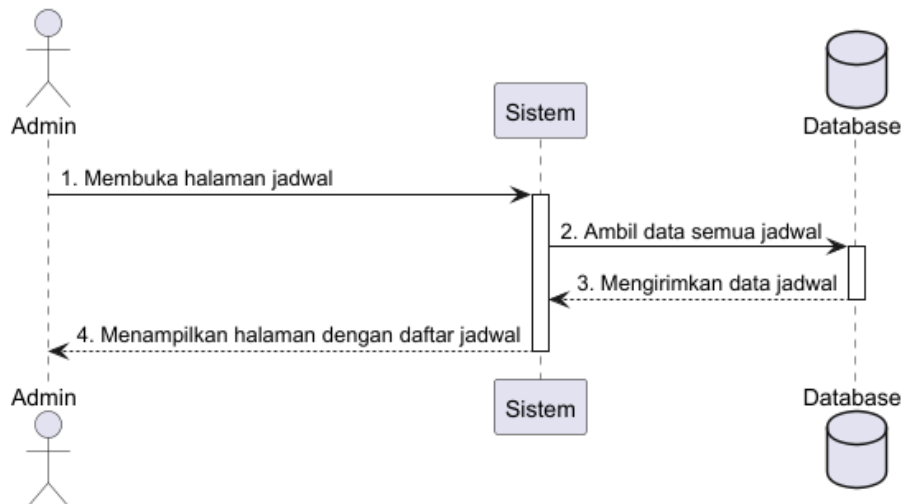 Admin
Sistem
Database
1. Membuka halaman jadwal
2. Ambil data semua jadwal
3. Mengirimkan data jadwal
4. Menampilkan halaman dengan daftar jadwal
Admin
Sistem
Database